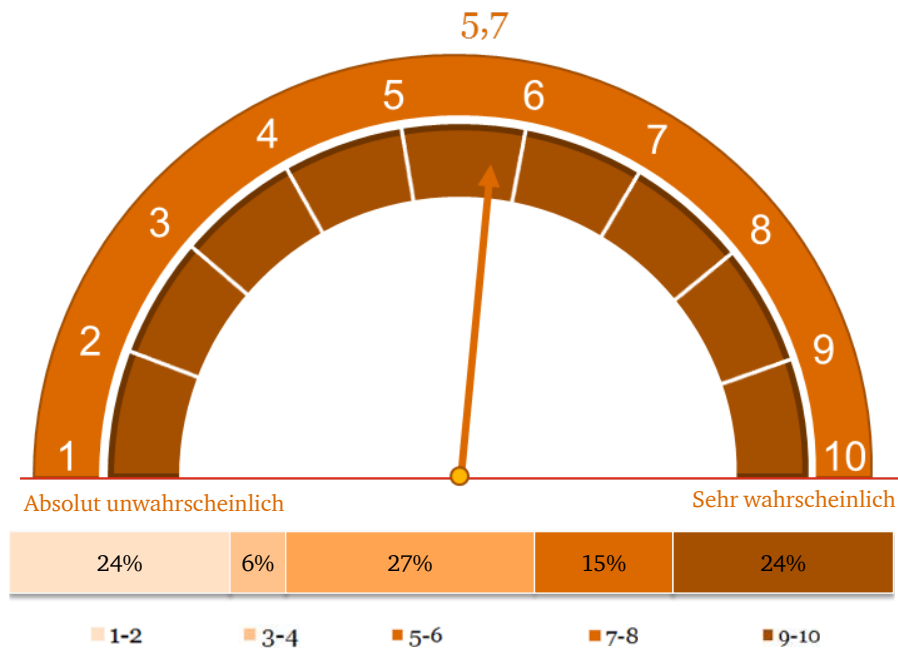 5,7
1 2 3 4 5 6 7 8 9 10
Absolut unwahrscheinlich Sehr wahrscheinlich
24% 6% 27% 15% 24%
1-2 3-4 5-6 7-8 9-10